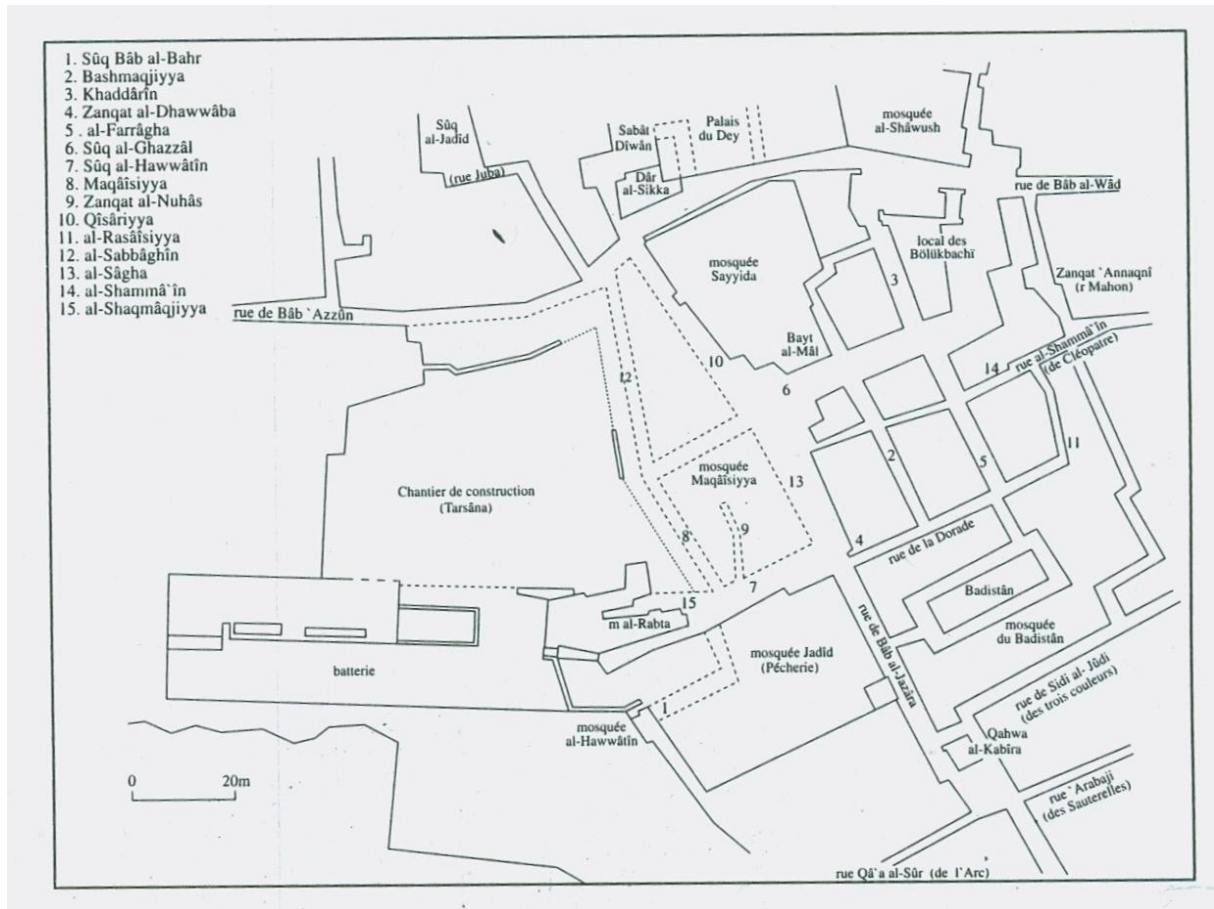 1. Sûq Bâb al-Bahr
2. Bashmaqjiyya
3. Khaddârîn
4. Zanqat al-Dhawwâba
5 . al-Farrâgha
6. Sûq al-Ghazzâl
7. Sûq al-Hawwâtîn
8. Maqâîsiyya
9. Zanqat al-Nuhâs
10. Qîsâriyya
11. al-Rasâîsiyya
12. al-Sabbâghîn
13. al-Sâgha
14. al-Shammâ`în
15. al-Shaqmâqjiyya
Sûq
al-Jadîd
(rue Juba)
Sabât
Dîwân
Palais
du Dey
Dâr
al-Sikka
mosquée
al-Shâwush
rue de Bâb al-Wâd
local des
Bölükbachï
mosquée
Sayyida
3
Zanqat `Annaqnî
(r Mahon)
rue de Bâb `Azzûn
Bayt
al-Mâl
10
12
6
14
rue al-Shammâ`în
(de Cléopatre)
mosquée
Maqâîsiyya
13
2
5
11
Chantier de construction
(Tarsâna)
8
9
4
rue de la Dorade
7
15
m al-Rabta
Badistân
mosquée
du Badistân
mosquée Jadîd
(Pécherie)
rue de Bâb al-Jazâra
batterie
1
mosquée
al-Hawwâtîn
rue de Sidi al- Jûdi
(des trois couleurs)
Qahwa
al-Kabîra
rue `Arabaji
(des Sauterelles)
0
20m
rue Qâ`a al-Sûr (de l`Arc)